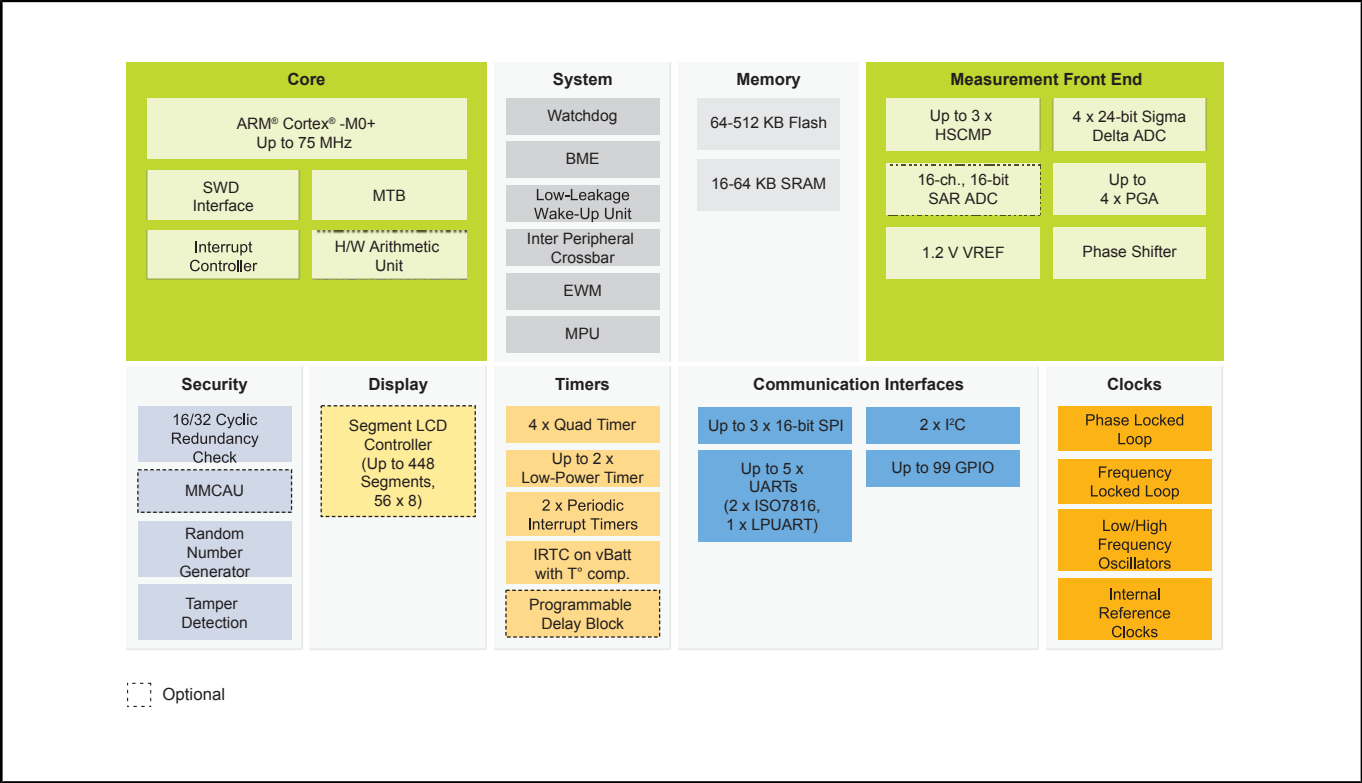 Core
ARM® Cortex® -M0+
Up to 75 MHz
SWD
Interface
MTB
Interrupt
Controller
H/W Arithmetic
Unit
System
Watchdog
BME
Low-Leakage
Wake-Up Unit
Inter Peripheral
Crossbar
EWM
MPU
Memory
64-512 KB Flash
16-64 KB SRAM
Measurement Front End
Up to 3 x
HSCMP
4 x 24-bit Sigma
Delta ADC
16-ch., 16-bit
SAR ADC
Up to
4 x PGA
1.2 V VREF
Phase Shifter
Security
16/32 Cyclic
Redundancy
Check
MMCAU
Random
Number
Generator
Tamper
Detection
Display
Segment LCD
Controller
(Up to 448
Segments,
56 x 8)
Timers
4 x Quad Timer
Up to 2 x
Low-Power Timer
2 x Periodic
Interrupt Timers
IRTC on vBatt
with T° comp.
Programmable
Delay Block
Communication Interfaces
Up to 3 x 16-bit SPI
2 x I²C
Up to 5 x
UARTs
(2 x ISO7816,
1 x LPUART)
Up to 99 GPIO
Clocks
Phase Locked
Loop
Frequency
Locked Loop
Low/High
Frequency
Oscillators
Internal
Reference
Clocks
Optional